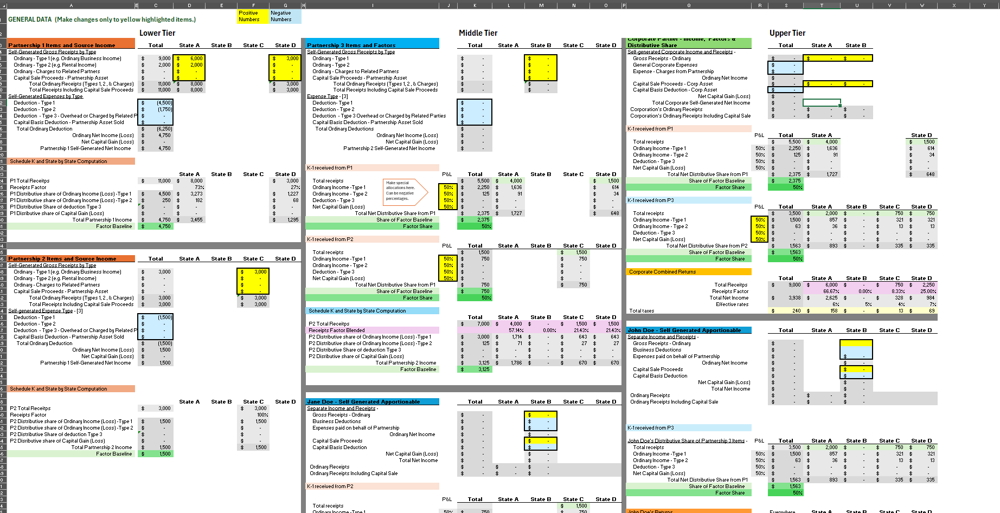 A E C D E F G H I J K L M N O P Q R S T U V W X Y
Positive Numbers Negative Numbers
GENERAL DATA (Make changes only to yellow highlighted items.)
Lower Tier
Partnership 1 Items and Source Income Total State A State B State C State D
Self-Generated Gross Receipts by Type
Ordinary - Type 1 (e.g. Ordinary Business Income) $ 9,000 $ 6,000 $ 3,000
Ordinary - Type 2 (e.g. Rental Income) $ 2,000 $ 2,000 $ -
Ordinary - Charges to Related Partners $ - $ - $ -
Capital Sale Proceeds - Partnership Asset $ - $ - $ -
Total Ordinary Receipts (Types 1, 2, & Charges) $ 11,000 $ 8,000 $ 3,000
Total Receipts Including Capital Sale Proceeds $ 11,000 $ 8,000 $ 3,000
Self-Generated Expenses by Type
Deduction - Type 1 $ (4,500)
Deduction - Type 2 $ (1,750)
Deduction - Type 3 - Overhead or Charged by Related P $ -
Capital Basis Deduction - Partnership Asset Sold $ -
Total Ordinary Deduction $ (6,250)
Ordinary Net Income (Loss) $ 4,750
Net Capital Gain (Loss) $ -
Partnership 1 Self-Generated Net Income $ 4,750
Schedule K and State by State Computation
State A State B State C State D
P1 Total Receitps $ 11,000 $ 8,000 $ 3,000
Receipts Factor 73% 27%
P1 Distributive share of Ordinary Income (Loss) -Type 1 $ 4,500 $ 3,273 $ 1,227
P1 Distributive share of Ordinary Income (Loss) -Type 2 $ 250 $ 182 $ 68
P1 Distributive Share of deduction Type 3 $ - $ - $ -
P1 Disributive share of Capital Gain (Loss) $ - $ - $ -
Total Partnership 1 Income $ 4,750 $ 3,455 $ 1,295
Factor Baseline $ 4,750
Partnership 2 Items and Source Income Total State A State B State C State D
Self-Generated Gross Receipts by Type
Ordinary - Type 1 (e.g. Ordinary Business Income) $ 3,000 $ 3,000
Ordinary - Type 2 (e.g. Rental Income) $ - $ -
Ordinary - Charges to Related Partners $ - $ -
Capital Sale Proceeds - Partnership Asset $ - $ -
Total Ordinary Receipts (Types 1, 2, & Charges) $ 3,000 $ 3,000
Total Receipts Including Capital Sale Proceeds $ 3,000 $ 3,000
Self-generated Expense Type - [3]
Deduction - Type 1 $ (1,500)
Deduction - Type 2 $ -
Deduction - Type 3 - Overhead or Charged by Related P $ -
Capital Basis Deduction - Partnership Asset Sold $ -
Total Ordinary Deduction $ (1,500)
Ordinary Net Income (Loss) $ 1,500
Net Capital Gain (Loss) $ -
Partnership 1 Self-Generated Net Income $ 1,500
Schedule K and State by State Computation
State A State B State C State D
P2 Total Receitps $ 3,000 $ 3,000
Receipts Factor 100%
P2 Distributive share of Ordinary Income (Loss) -Type 1 $ 1,500 $ 1,500
P2 Distributive share of Ordinary Income (Loss) -Type 2 $ - $ -
P2 Distributive Share of deduction Type 3 $ - $ -
P2 Disributive share of Capital Gain (Loss) $ - $ -
Total Partnership 2 Income $ 1,500 $ 1,500
Factor Baseline $ 1,500
Middle Tier
Partnership 3 Items and Factors Total State A State B State C State D
Self-Generated Gross Receipts by Type
Ordinary - Type 1 $ - $ -
Ordinary - Type 2 $ - $ -
Ordinary - Charges to Related Partners $ - $ -
Capital Sale Proceeds - Partnership Asset $ - $ -
Total Ordinary Receipts (Types 1, 2, & Charges) $ - $ -
Total Receipts Including Capital Sale Proceeds $ - $ -
Expense Type - [3]
Deduction- Type 1 $ -
Deduction - Type 2 $ -
Deduction - Type 3 Overhead or Charged by Related Parties $ -
Capital Basis Deduction - Partnership Asset Sold $ -
Total Ordinary Deductions $ -
Ordinary Net Income (Loss) $ -
Net Capital Gain (Loss) $ -
Partnership 2 Self-Generated Net Income $ -
K-1 received from P1
P&L Total State A State B State C State D
Total receipts $ 5,500 $ 4,000 $ 1,500
Ordinary Income -Type 1 50% $ 2,250 $ 1,636 $ 614
Ordinary Income - Type 2 50% $ 125 $ 91 $ 34
Deduction - Type 3 50% $ - $ - $ -
Net Capital Gain (Loss) 50% $ - $ - $ -
Make special allocations here. Can be negative percentages.
Total Net Distributive Share from P1 $ 2,375 $ 1,727 $ 648
Share of Factor Baseline $ 2,375
Factor Share 50%
K-1 received from P2
P&L Total State A State B State C State D
Total receipts $ 1,500 $ 1,500
Ordinary Income -Type 1 50% $ 750 $ 750
Ordinary Income - Type 2 50% $ - $ -
Deduction - Type 3 50% $ - $ -
Net Capital Gain (Loss) 50% $ - $ -
Total Net Distributive Share from P1 $ 750 $ 750
Share of Factor Baseline $ 750
Factor Share 50%
Schedule K and State by State Computation
Total State A State B State C State D
P2 Total Receitps $ 7,000 $ 4,000 $ - $ 1,500 $ 1,500
Receipts Factor Blended 57.14% 0.00% 21.43% 21.43%
P2 Distributive share of Ordinary Income (Loss) -Type 1 $ 3,000 $ 1,714 $ - $ 643 $ 643
P2 Distributive share of Ordinary Income (Loss) -Type 2 $ 125 $ 71 $ - $ 27 $ 27
P2 Distributive Share of deduction Type 3 $ - $ - $ - $ - $ -
P2 Disributive share of Capital Gain (Loss) $ - $ - $ - $ - $ -
Total Partnership 2 Income $ 3,125 $ 1,786 $ - $ 670 $ 670
Factor Baseline $ 3,125
Jane Doe - Self Generated Apportionable Total State A State B State C State D
Separate Income and Receipts -
Gross Receipts - Ordinary $ - $ -
Business Deductions $ - $ -
Expenses paid on behalf of Partnership $ - $ -
Ordinary Net Income $ - $ -
Capital Sale Proceeds $ - $ -
Capital Basis Deduction $ - $ -
Net Capital Gain (Loss) $ - $ -
Total Net Income $ - $ -
Ordinary Receipts $ - $ - $ -
Ordinary Receipts Including Capital Sale $ - $ - $ -
K-1 received from P2
P&L Total State A State B State C State D
Total receipts $ 1,500
Ordinary Income -Type 1 50% $ 750 $ 750
Upper Tier
Corporate Partner - Income, Factors & Distributive Share Total State A State B
Self-generated Corporate Income and Receipts -
Gross Receipts - Ordinary $ - $ - $ -
General Corporate Expenses $ -
Expense - Charges from Partnership $ -
Ordinary Net Income $ -
Capital Sale Proceeds - Corp Asset $ - $ - $ -
Capital Basis Deduction - Corp Asset $ -
Net Capital Gain (Loss) $ -
Total Corporate Self-Generated Net Income $ -
Corporation's Ordinary Receipts $ - $ - $ -
Corporation's Ordinary Receipts Including Capital Sale $ - $ - $ -
K-1 received from P1
P&L Total State A State D
Total receipts $ 5,500 $ 4,000 $ 1,500
Ordinary Income -Type 1 50% $ 2,250 $ 1,636 $ 614
Ordinary Income - Type 2 50% $ 125 $ 91 $ 34
Deduction - Type 3 50% $ - $ - $ -
Net Capital Gain (Loss) 50% $ - $ - $ -
Total Net Distributive Share from P1 $ 2,375 $ 1,727 $ 648
Share of Factor Baseline $ 2,375
Factor Share 50%
K-1 received from P3
P&L Total State A State B State C State D
Total receipts $ 3,500 $ 2,000 $ - $ 750 $ 750
Ordinary Income -Type 1 50% $ 1,500 $ 857 $ - $ 321 $ 321
Ordinary Income - Type 2 50% $ 63 $ 36 $ - $ 13 $ 13
Deduction - Type 3 50% $ - $ - $ - $ - $ -
Net Capital Gain (Loss) 50% $ - $ - $ - $ - $ -
Total Net Distributive Share from P2 $ 1,563 $ 893 $ - $ 335 $ 335
Share of Factor Baseline $ 1,563
Factor Share 50%
Corporate Combined Returns
State A State B State C State D
Total Receitps $ 9,000 $ 6,000 $ - $ 750 $ 2,250
Receipts Factor 66.67% 0.00% 8.33% 25.00%
Total Net Income $ 3,938 $ 2,625 $ - $ 328 $ 984
Effective rates 6% 5% 4% 7%
Total taxes $ 240 $ 158 $ - $ 13 $ 69
John Doe - Self Generated Apportionable Total State A State B State C State D
Separate Income and Receipts -
Gross Receipts - Ordinary $ -
Business Deductions $ -
Expenses paid on behalf of Partnership $ - $ -
Ordinary Net Income $ - $ -
Capital Sale Proceeds $ - $ -
Capital Basis Deduction $ - $ -
Net Capital Gain (Loss) $ -
Total Net Income $ -
Ordinary Receipts $ - $ - $ -
Ordinary Receipts Including Capital Sale $ - $ - $ -
K-1 received from P3
John Doe's Distributive Share of Partnership 3 Items - P&L Total State A State B State C State D
Total receipts $ 3,500 $ 2,000 $ - $ 750 $ 750
Ordinary Income -Type 1 50% $ 1,500 $ 857 $ - $ 321 $ 321
Ordinary Income - Type 2 50% $ 63 $ 36 $ - $ 13 $ 13
Deduction - Type 3 50% $ - $ - $ - $ - $ -
Net Capital Gain (Loss) 50% $ - $ - $ - $ - $ -
Total Net Distributive Share from P1 $ 1,563 $ 893 $ - $ 335 $ 335
Share of Factor Baseline $ 1,563
Factor Share 50%
John Doe's Returns Everywhere State A State B State C State D